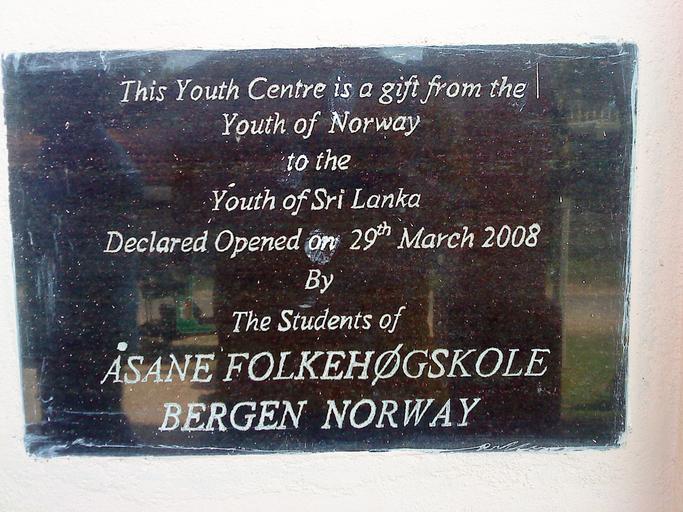 This Youth Centre is a gift from the
Youth of Norway
to the
Youth of Sri Lanka
Declared Opened on 29th March 2008
By
The Students of
ÅSANE FOLKEHØGSKOLE
BERGEN NORWAY